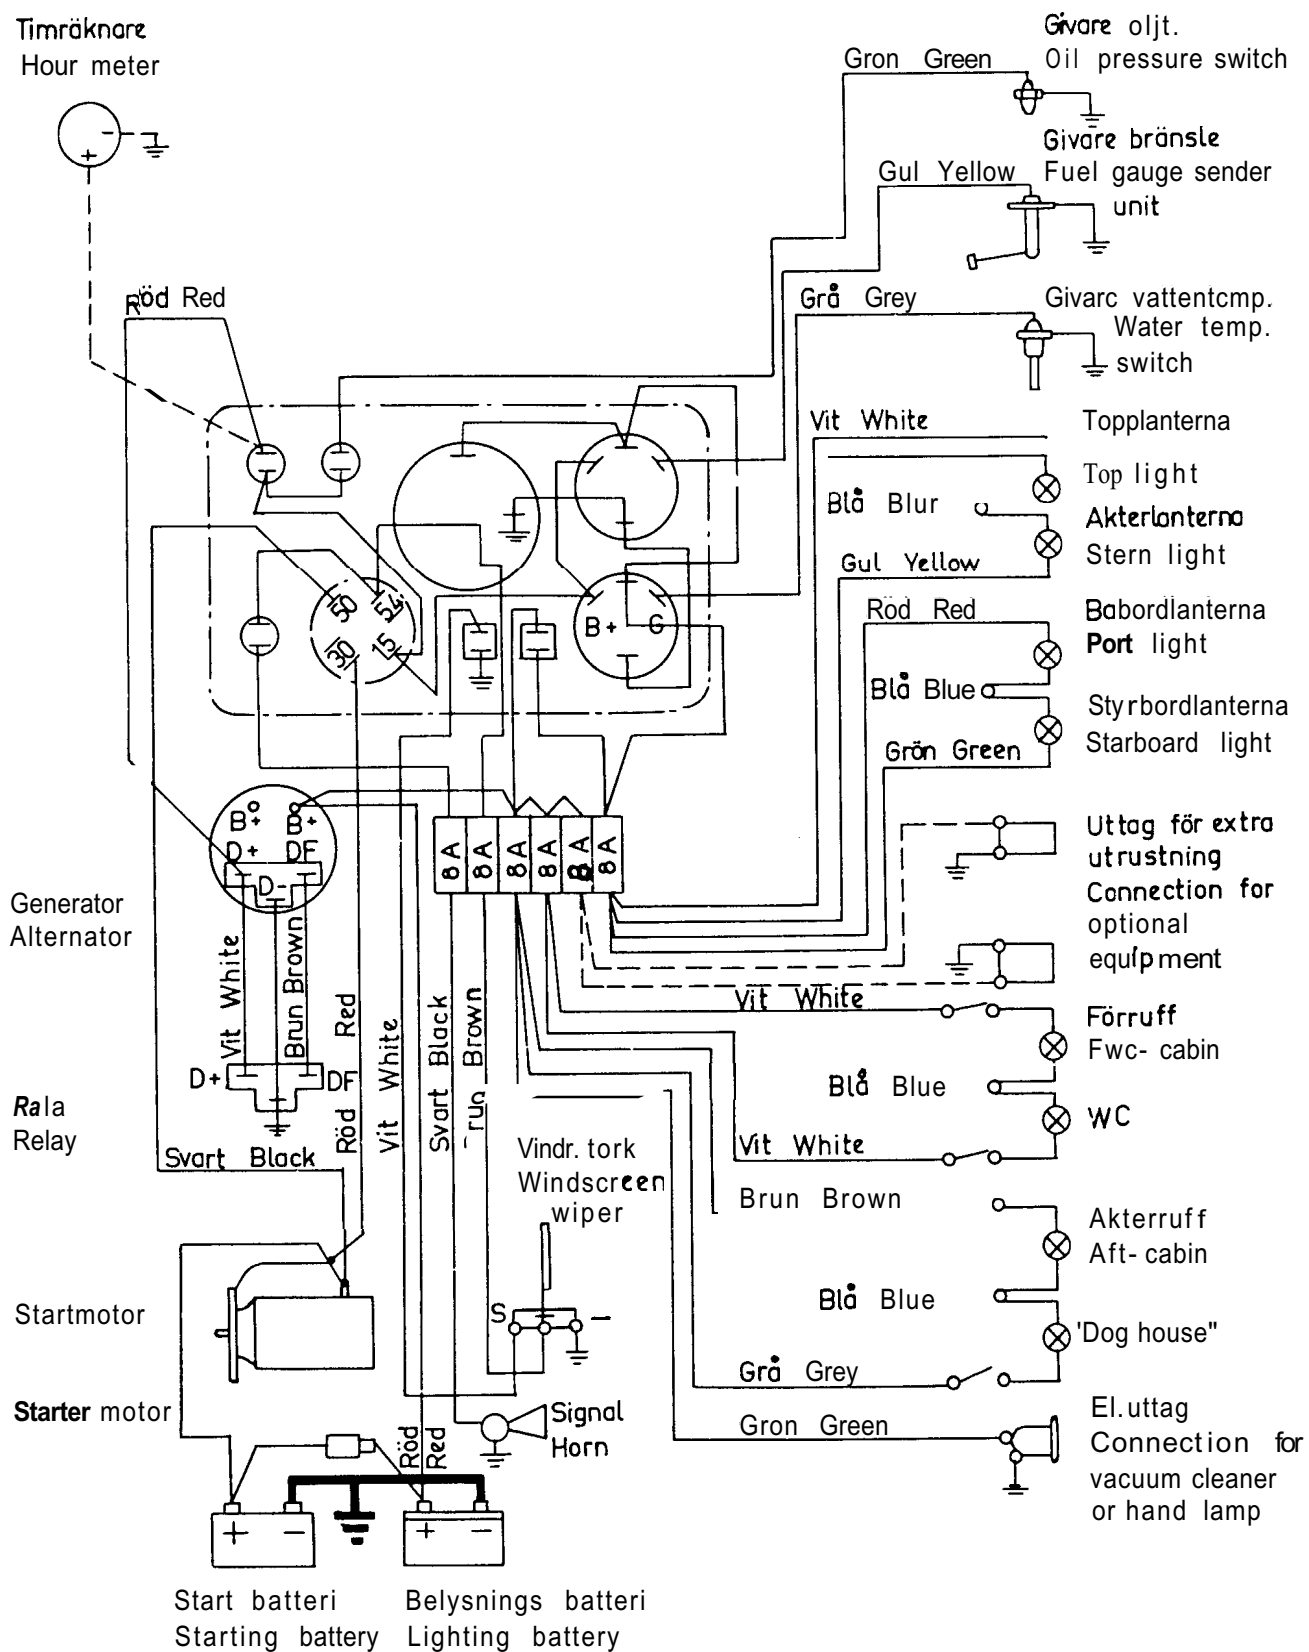 Timräknare
Hour meter
Givare oljt.
Oil pressure switch
Gron Green
Givare bränsle
Gul Yellow
Fuel gauge sender
unit
Röd Red
Grå Grey
Givarc vattentcmp.
Water temp.
switch
Vit White
Topplanterna
Top light
Blå Blur
Akterlanterna
Stern light
Gul Yellow
Röd Red
Babordlanterna
Port light
Blå Blue
Styrbordlanterna
Starboard light
Grön Green
50
54
30
15
B+ G
- +
B+ B+
D+ DF
D-
8A
8A
8A
8A
8A
8A
Uttag för extra
utrustning
Connection for
optional
equipment
Generator
Alternator
Vit White
Brun Brown
Röd Red
Vit White
Svart Black
run Brown
Vit White
Förruff
Fwc- cabin
Blå Blue
WC
Vit White
D+ DF
Rala
Relay
Svart Black
Vindr. tork
Windscreen
wiper
Brun Brown
Akterruff
Aft- cabin
Blå Blue
'Dog house"
Grå Grey
S -
Startmotor
Starter motor
Signal
Horn
Röd
Red
Gron Green
El.uttag
Connection for
vacuum cleaner
or hand lamp
+ - + -
Start batteri
Starting battery
Belysnings batteri
Lighting battery